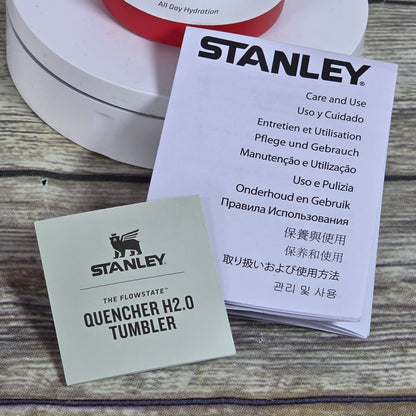 All Day Hydration
STANLEY®
Care and Use
Uso y Cuidado
Entretien et Utilisation
Pflege und Gebrauch
Manutenção e Utilização
Uso e Pulizia
Onderhoud en Gebruik
Правила Использования
保養與使用
保养和使用
取り扱いおよび使用方法
관리 및 사용
STANLEY
THE FLOWSTATE™
QUENCHER H2.0
TUMBLER